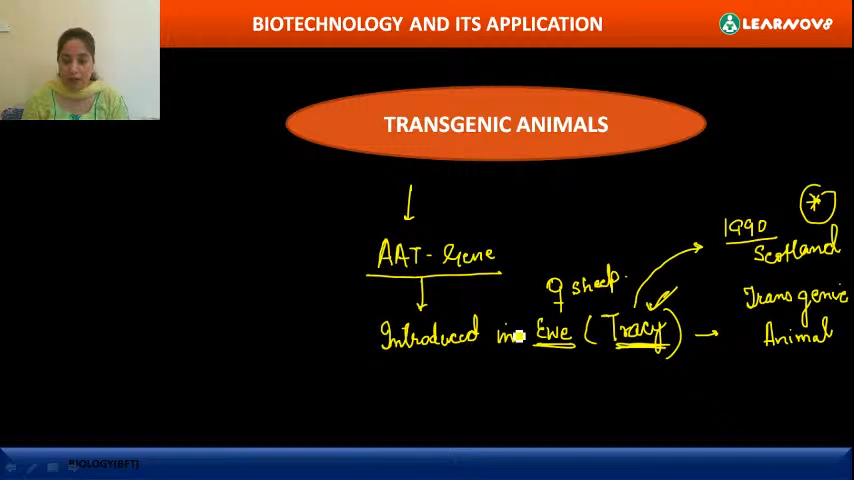 BIOTECHNOLOGY AND ITS APPLICATION
LEARNOV8
TRANSGENIC ANIMALS
1990
Scotland
AAT- Gene
♀ sheep.
Transgenic
Introduced in Ewe (Tracy) → Animal
BIOLOGY(BFT)